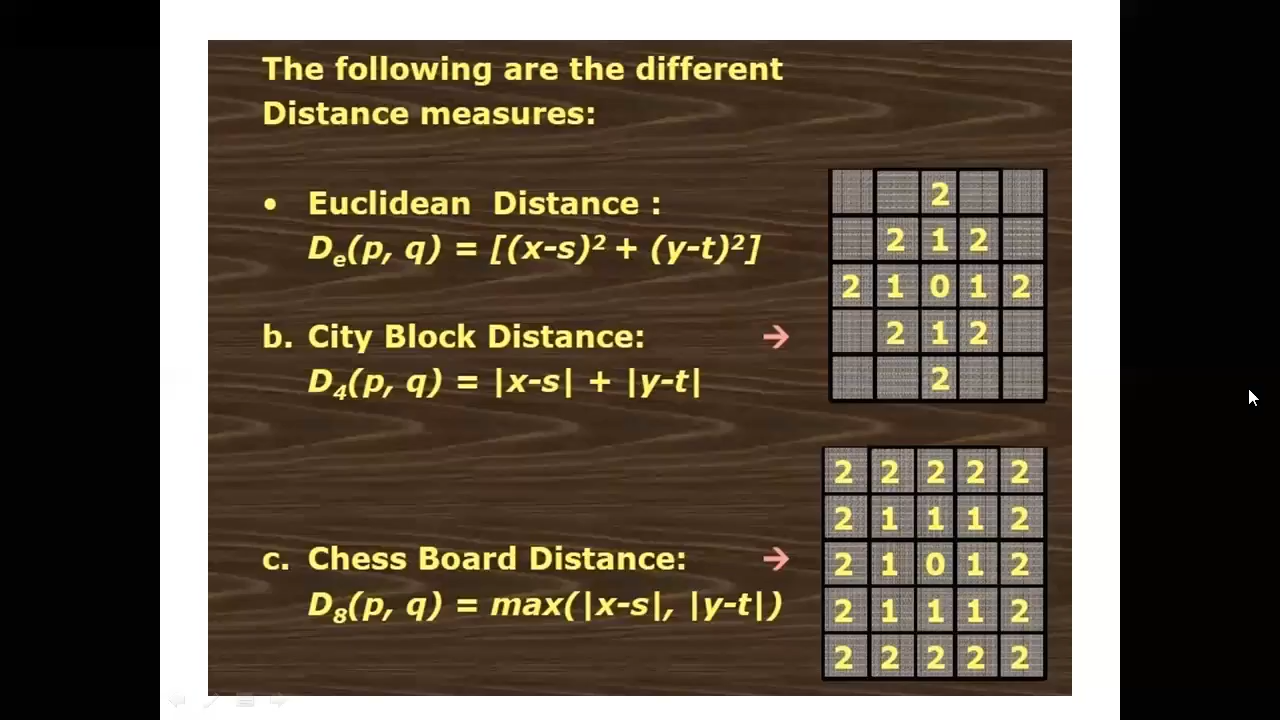 The following are the different
Distance measures:
• Euclidean Distance :
Dₑ(p, q) = [(x-s)² + (y-t)²]
b. City Block Distance: →
D₄(p, q) = |x-s| + |y-t|
2
2 1 2
2 1 0 1 2
2 1 2
2
c. Chess Board Distance: →
D₈(p, q) = max(|x-s|, |y-t|)
2 2 2 2 2
2 1 1 1 2
2 1 0 1 2
2 1 1 1 2
2 2 2 2 2